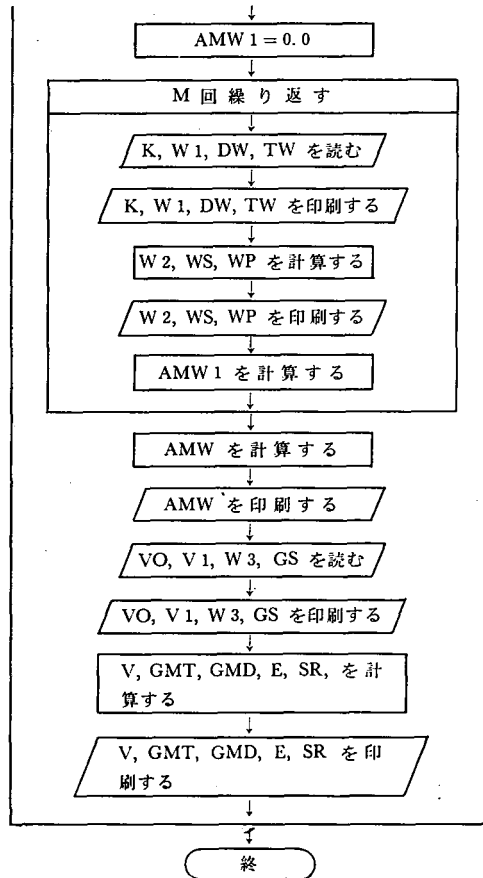 AMW 1 = 0.0
M 回 繰 り 返 す
K, W 1, DW, TW を読む
K, W 1, DW, TW を印刷する
W 2, WS, WP を計算する
W 2, WS, WP を印刷する
AMW 1 を計算する
AMW を計算する
AMW を印刷する
VO, V 1, W 3, GS を読む
VO, V 1, W 3, GS を印刷する
V, GMT, GMD, E, SR, を計
算する
V, GMT, GMD, E, SR を印
刷する
終